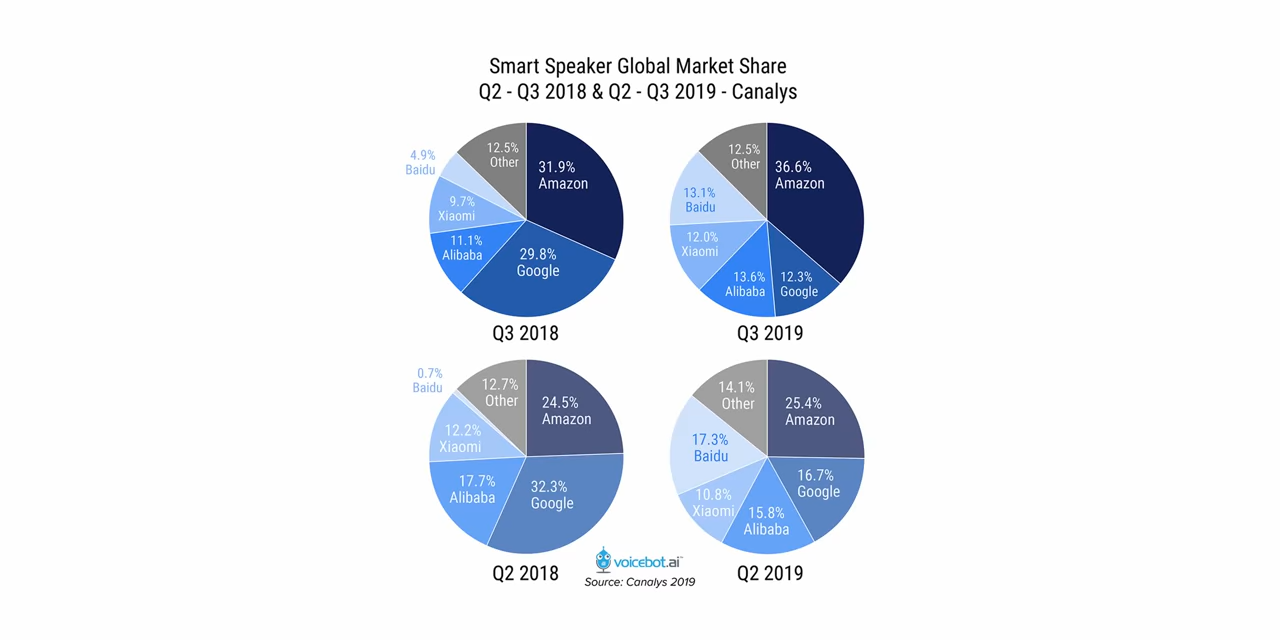 Smart Speaker Global Market Share
Q2 - Q3 2018 & Q2 - Q3 2019 - Canalys
12.5%
Other
4.9%
Baidu
31.9%
Amazon
9.7%
Xiaomi
11.1%
Alibaba
29.8%
Google
Q3 2018
12.5%
Other
36.6%
Amazon
13.1%
Baidu
12.0%
Xiaomi
13.6%
Alibaba
12.3%
Google
Q3 2019
0.7%
Baidu
12.7%
Other
24.5%
Amazon
12.2%
Xiaomi
17.7%
Alibaba
32.3%
Google
Q2 2018
14.1%
Other
25.4%
Amazon
17.3%
Baidu
16.7%
Google
10.8%
Xiaomi
15.8%
Alibaba
Q2 2019
voicebot.ai
Source: Canalys 2019